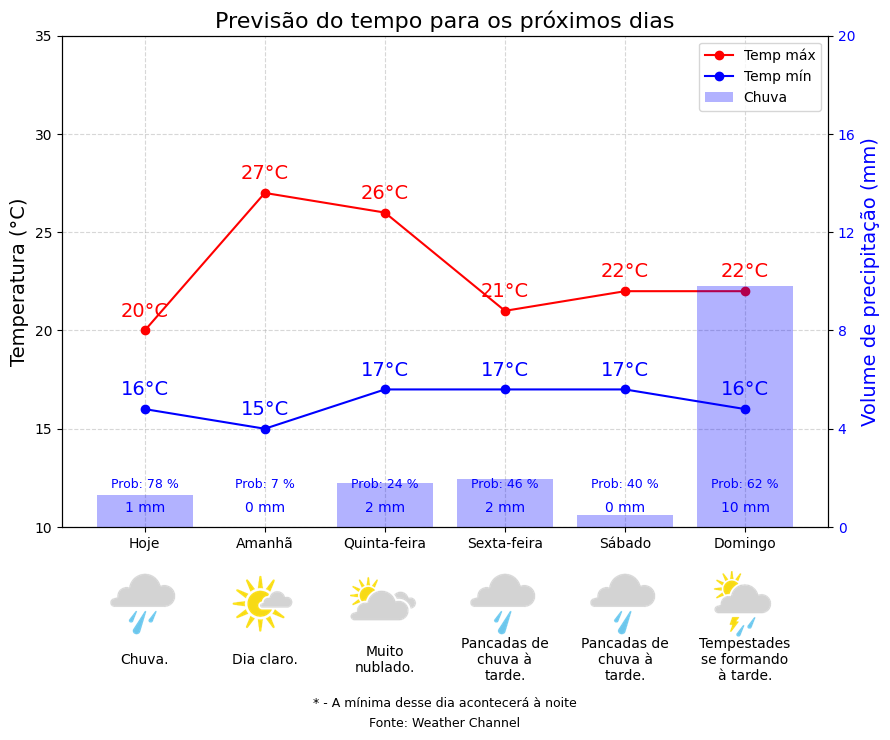 Previsão do tempo para os próximos dias
Temperatura (°C)
35
30
25
20
15
10
Volume de precipitação (mm)
20
16
12
8
4
0
Temp máx
Temp mín
Chuva
20°C
27°C
26°C
21°C
22°C
22°C
16°C
15°C
17°C
17°C
17°C
16°C
Prob: 78 %
Prob: 7 %
Prob: 24 %
Prob: 46 %
Prob: 40 %
Prob: 62 %
1 mm
0 mm
2 mm
2 mm
0 mm
10 mm
Hoje
Amanhã
Quinta-feira
Sexta-feira
Sábado
Domingo
Chuva.
Dia claro.
Muito
nublado.
Pancadas de
chuva à
tarde.
Pancadas de
chuva à
tarde.
Tempestades
se formando
à tarde.
* - A mínima desse dia acontecerá à noite
Fonte: Weather Channel